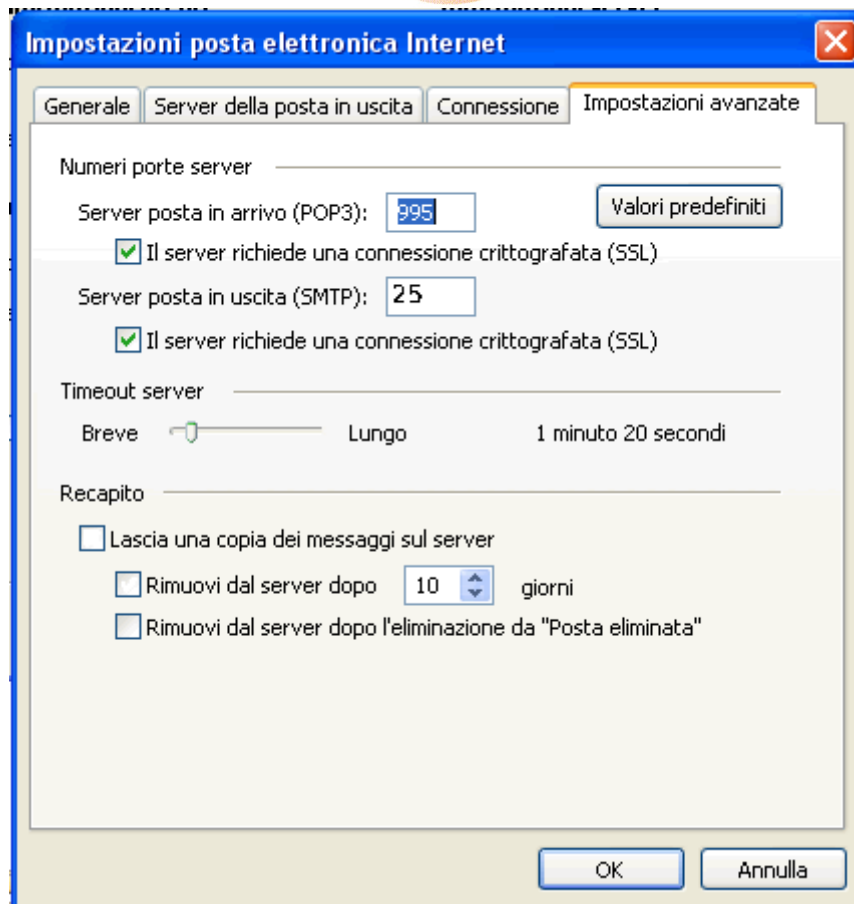 Impostazioni posta elettronica Internet
Generale Server della posta in uscita Connessione Impostazioni avanzate
Numeri porte server
Server posta in arrivo (POP3): 995 Valori predefiniti
Il server richiede una connessione crittografata (SSL)
Server posta in uscita (SMTP): 25
Il server richiede una connessione crittografata (SSL)
Timeout server
Breve Lungo 1 minuto 20 secondi
Recapito
Lascia una copia dei messaggi sul server
Rimuovi dal server dopo 10 giorni
Rimuovi dal server dopo l'eliminazione da "Posta eliminata"
OK Annulla